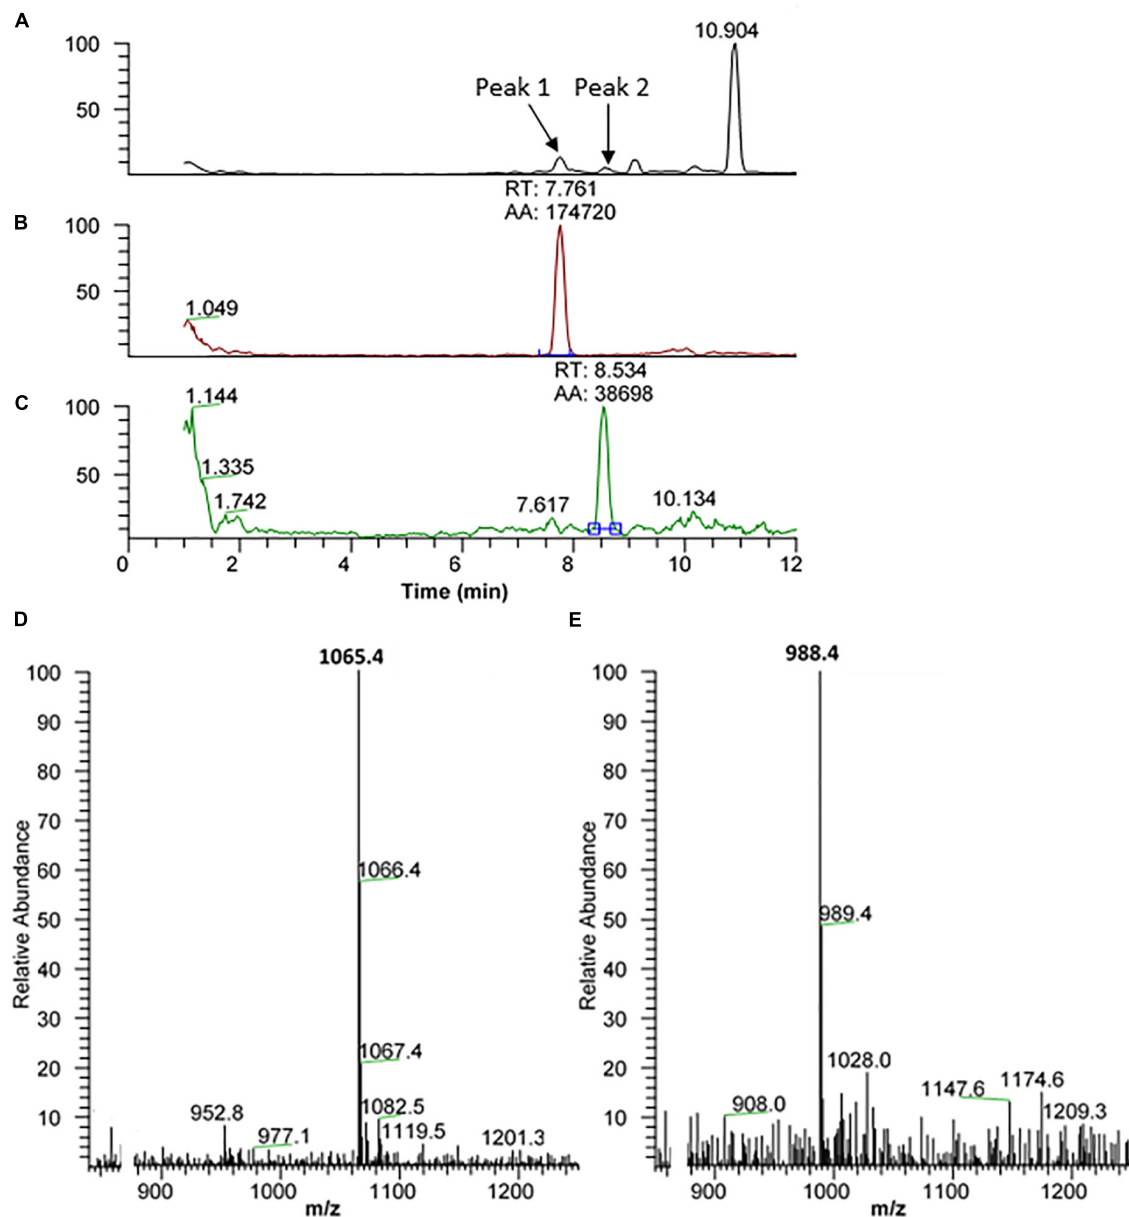 A
100
50
10.904
Peak 1 Peak 2
RT: 7.761
AA: 174720
B
100
50
1.049
RT: 8.534
AA: 38698
C
100
50
1.144
1.335
1.742
7.617
10.134
0 2 4 6 8 10 12
Time (min)
D
1065.4
100
90
80
70
60
50
40
30
20
10
Relative Abundance
1066.4
1067.4
1082.5
952.8
977.1
1119.5
1201.3
900 1000 1100 1200
m/z
E
988.4
100
90
80
70
60
50
40
30
20
10
Relative Abundance
989.4
1028.0
908.0
1147.6
1174.6
1209.3
900 1000 1100 1200
m/z